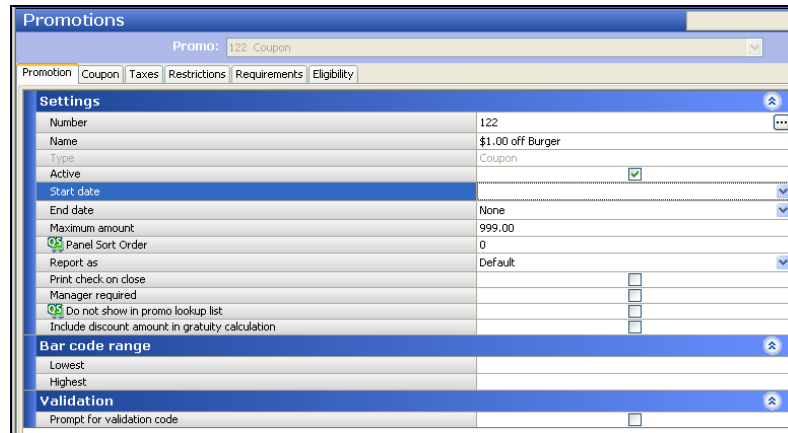 Promotions
Promo: 122 Coupon
Promotion Coupon Taxes Restrictions Requirements Eligibility
Settings
Number 122 ...
Name $1.00 off Burger
Type Coupon
Active
Start date
End date None
Maximum amount 999.00
QS Panel Sort Order 0
Report as Default
Print check on close
Manager required
QS Do not show in promo lookup list
Include discount amount in gratuity calculation
Bar code range
Lowest
Highest
Validation
Prompt for validation code